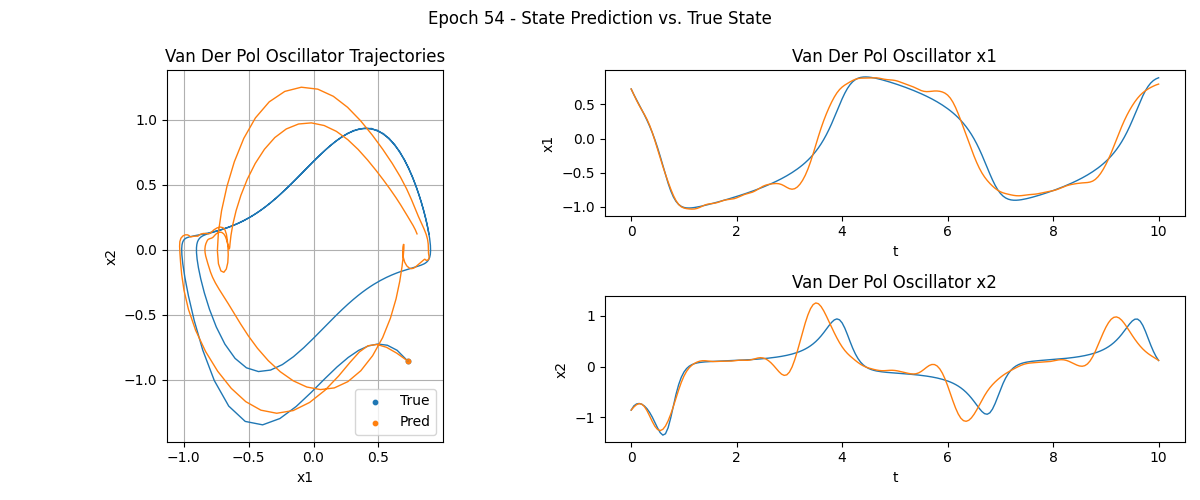 Epoch 54 - State Prediction vs. True State
Van Der Pol Oscillator Trajectories
x2
1.0
0.5
0.0
−0.5
−1.0
−1.0 −0.5 0.0 0.5
x1
True
Pred
Van Der Pol Oscillator x1
x1
0.5
0.0
−0.5
−1.0
0 2 4 6 8 10
t
Van Der Pol Oscillator x2
x2
1
0
−1
0 2 4 6 8 10
t